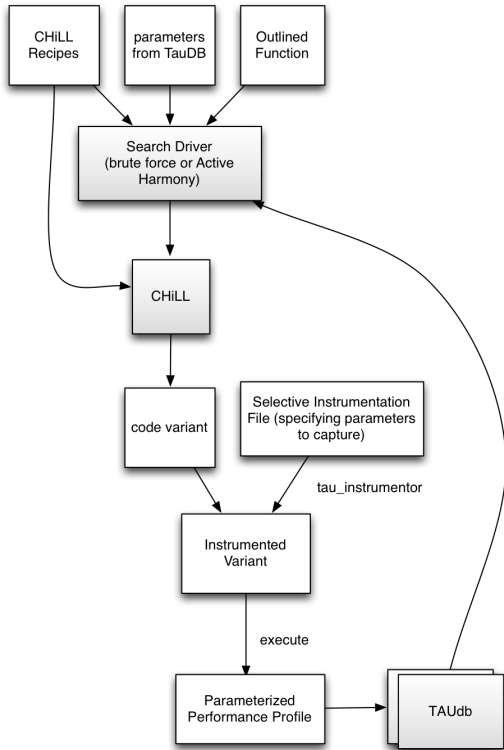 CHiLL
Recipes
parameters
from TauDB
Outlined
Function
Search Driver
(brute force or Active
Harmony)
CHiLL
code variant
Selective Instrumentation
File (specifying parameters
to capture)
tau_instrumentor
Instrumented
Variant
execute
Parameterized
Performance Profile
TAUdb